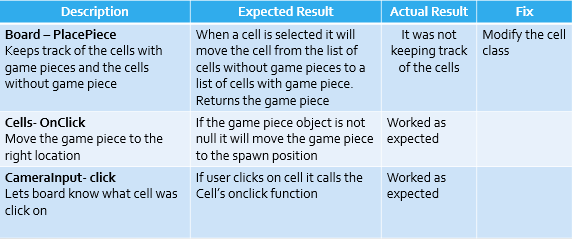 Description Expected Result Actual Result Fix
Board – PlacePiece
Keeps track of the cells with
game pieces and the cells
without game piece
When a cell is selected it will
move the cell from the list of
cells without game pieces to a
list of cells with game piece.
Returns the game piece
It was not
keeping track
of the cells
Modify the cell
class
Cells- OnClick
Move the game piece to the
right location
If the game piece object is not
null it will move the game piece
to the spawn position
Worked as
expected
CameraInput- click
Lets board know what cell was
click on
If user clicks on cell it calls the
Cell's onclick function
Worked as
expected